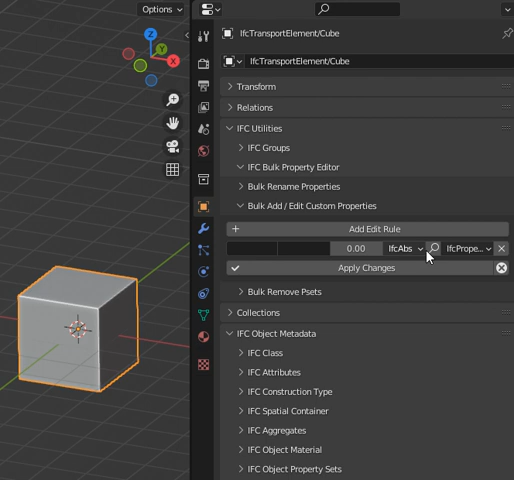 Options
IfcTransportElement/Cube
IfcTransportElement/Cube
Z
Y
X
Transform
Relations
IFC Utilities
IFC Groups
IFC Bulk Property Editor
Bulk Rename Properties
Bulk Add / Edit Custom Properties
Add Edit Rule
0.00 IfcAbs IfcPrope...
Apply Changes
Bulk Remove Psets
Collections
IFC Object Metadata
IFC Class
IFC Attributes
IFC Construction Type
IFC Spatial Container
IFC Aggregates
IFC Object Material
IFC Object Property Sets